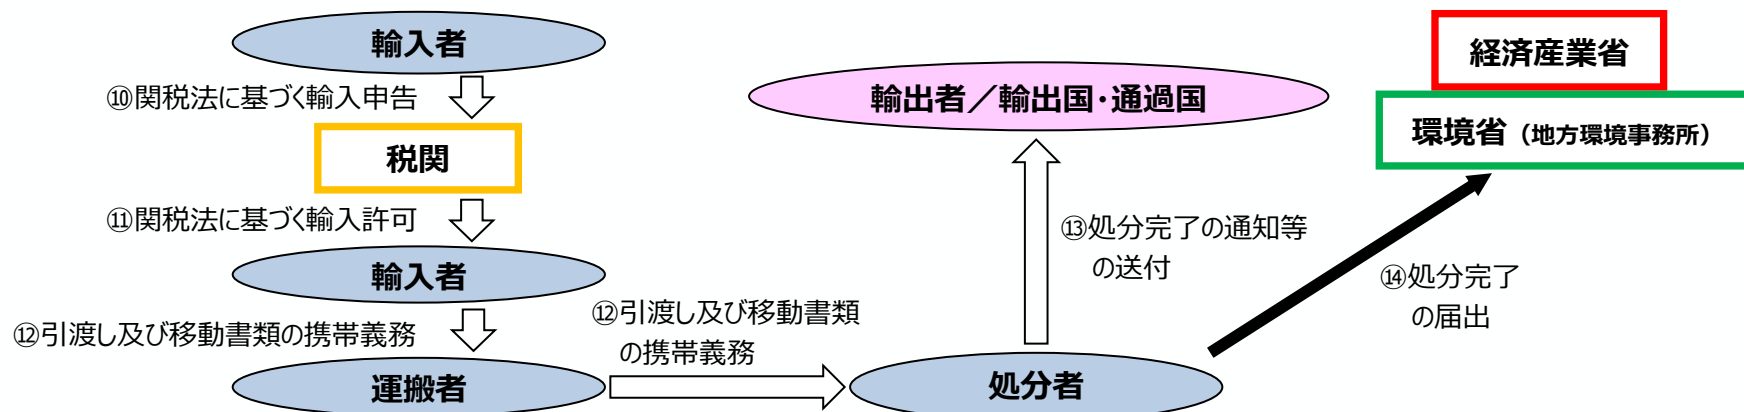 輸入者
⑩関税法に基づく輸入申告
税関
⑪関税法に基づく輸入許可
輸入者
⑫引渡し及び移動書類の携帯義務
運搬者
⑫引渡し及び移動書類
の携帯義務
処分者
輸出者／輸出国・通過国
⑬処分完了の通知等
の送付
経済産業省
環境省（地方環境事務所）
⑭処分完了
の届出